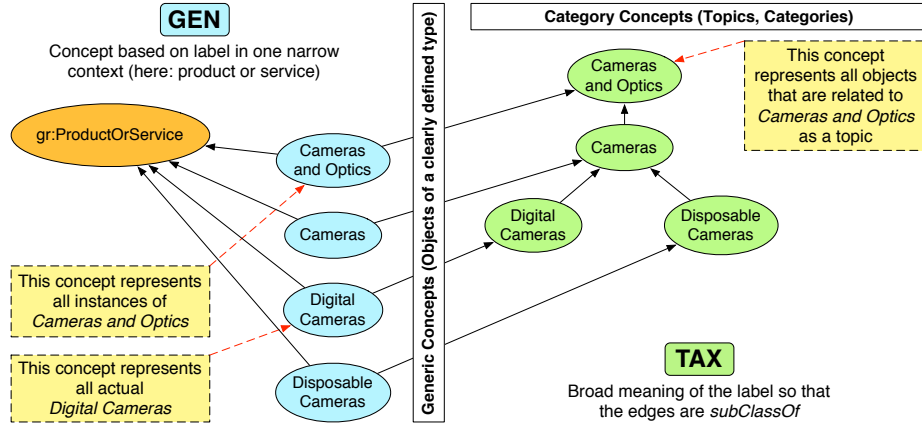 GEN
Concept based on label in one narrow
context (here: product or service)
gr:ProductOrService
Cameras
and Optics
Cameras
Digital
Cameras
Disposable
Cameras
This concept represents
all instances of
Cameras and Optics
This concept represents
all actual
Digital Cameras
Generic Concepts (Objects of a clearly defined type)
Category Concepts (Topics, Categories)
Cameras
and Optics
Cameras
Digital
Cameras
Disposable
Cameras
This concept
represents all objects
that are related to
Cameras and Optics
as a topic
TAX
Broad meaning of the label so that
the edges are subClassOf